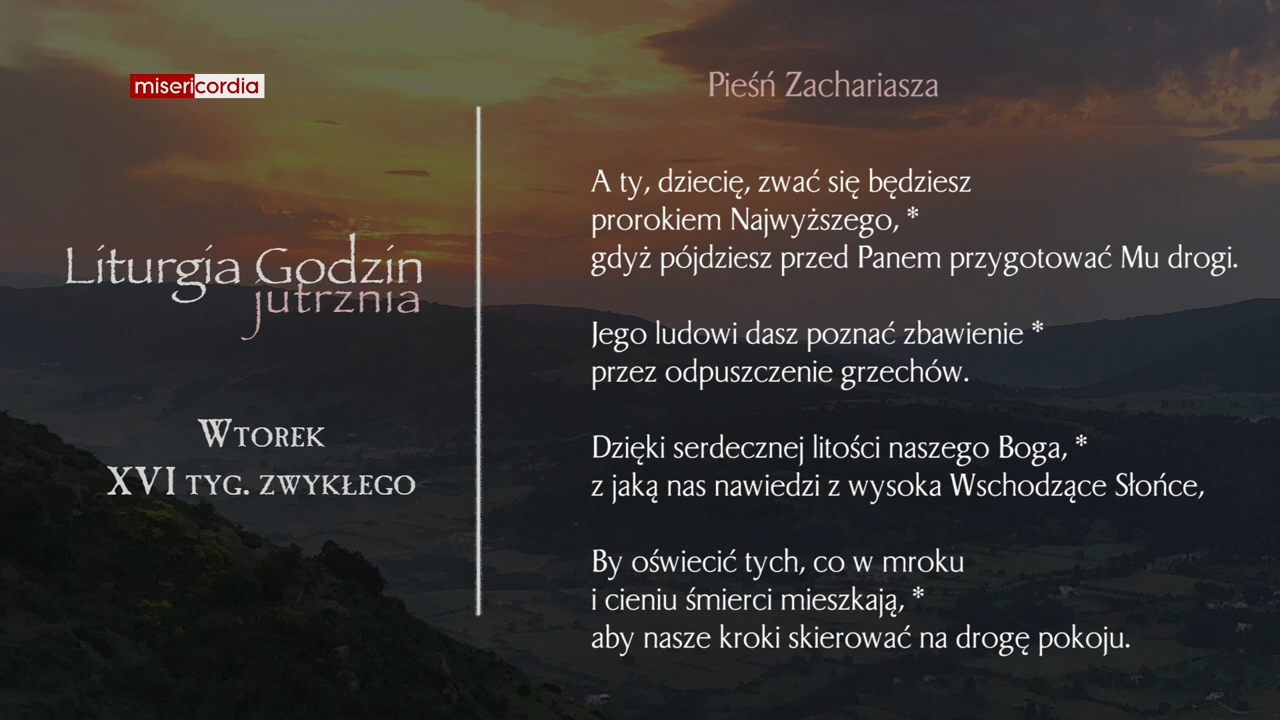 misericordia
Liturgia Godzin
jutrznia
Wtorek
XVI tyg. zwykłego
Pieśń Zachariasza
A ty, dziecię, zwać się będziesz
prorokiem Najwyższego, *
gdyż pójdziesz przed Panem przygotować Mu drogi.
Jego ludowi dasz poznać zbawienie *
przez odpuszczenie grzechów.
Dzięki serdecznej litości naszego Boga, *
z jaką nas nawiedzi z wysoka Wschodzące Słońce,
By oświecić tych, co w mroku
i cieniu śmierci mieszkają, *
aby nasze kroki skierować na drogę pokoju.